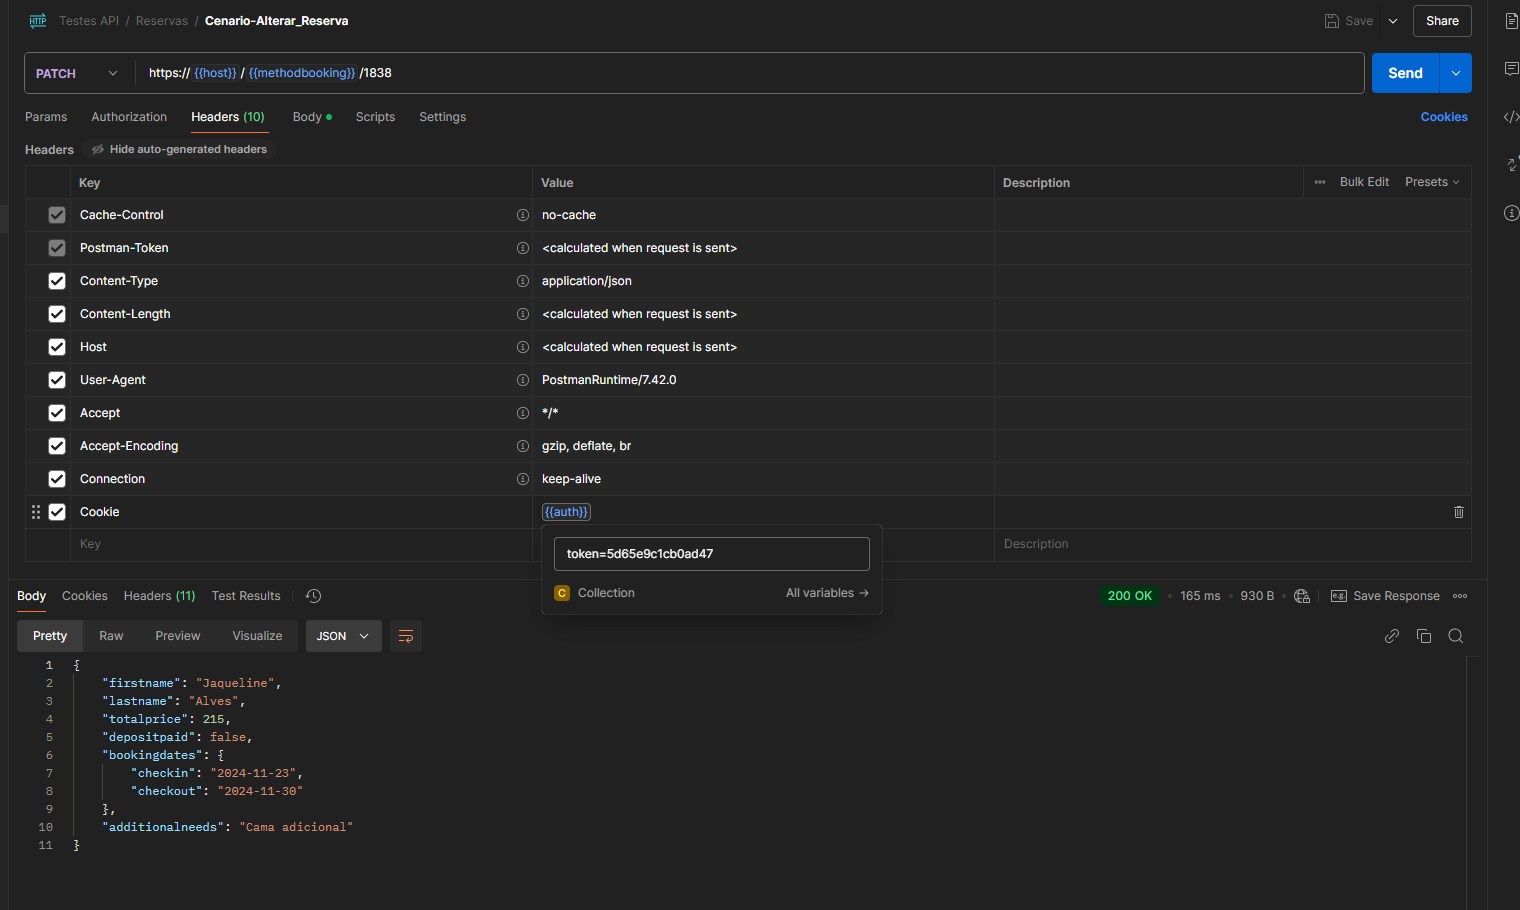 HTTP Testes API / Reservas / Cenario-Alterar_Reserva Save Share
PATCH https:// {{host}} / {{methodbooking}} /1838 Send
Params Authorization Headers (10) Body Scripts Settings Cookies
Headers Hide auto-generated headers
Key Value Description Bulk Edit Presets
Cache-Control no-cache
Postman-Token <calculated when request is sent>
Content-Type application/json
Content-Length <calculated when request is sent>
Host <calculated when request is sent>
User-Agent PostmanRuntime/7.42.0
Accept */*
Accept-Encoding gzip, deflate, br
Connection keep-alive
Cookie {{auth}}
Key Description
token=5d65e9c1cb0ad47
C Collection All variables →
Body Cookies Headers (11) Test Results 200 OK 165 ms 930 B e.g. Save Response
Pretty Raw Preview Visualize JSON
1 {
2 "firstname": "Jaqueline",
3 "lastname": "Alves",
4 "totalprice": 215,
5 "depositpaid": false,
6 "bookingdates": {
7 "checkin": "2024-11-23",
8 "checkout": "2024-11-30"
9 },
10 "additionalneeds": "Cama adicional"
11 }